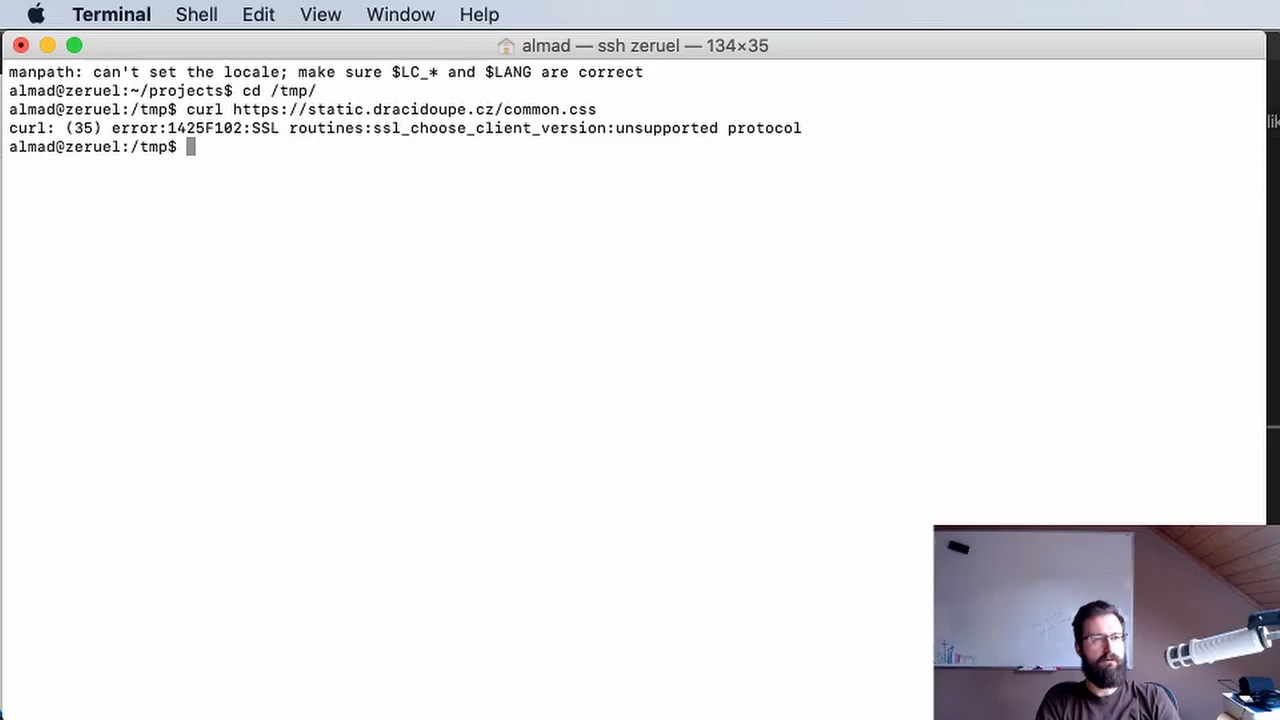 Terminal Shell Edit View Window Help
almad — ssh zeruel — 134×35
manpath: can't set the locale; make sure $LC_* and $LANG are correct
almad@zeruel:~/projects$ cd /tmp/
almad@zeruel:/tmp$ curl https://static.dracidoupe.cz/common.css
curl: (35) error:1425F102:SSL routines:ssl_choose_client_version:unsupported protocol
almad@zeruel:/tmp$